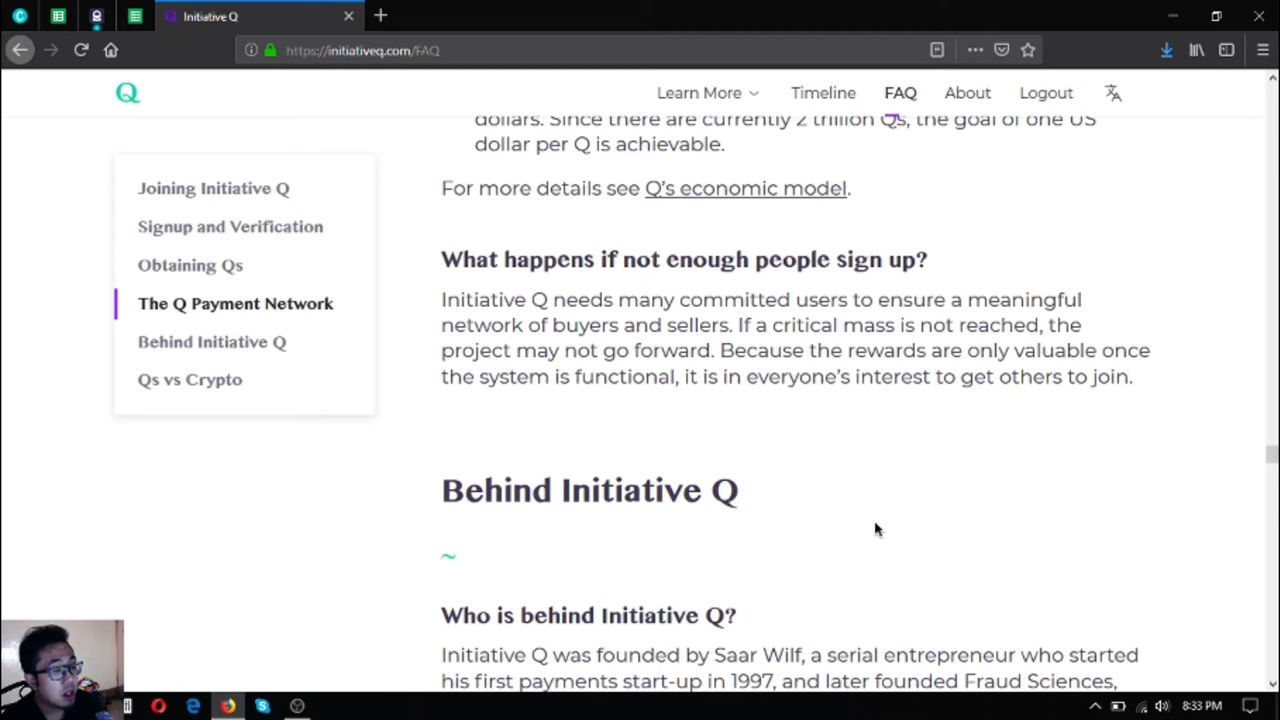 Initiative Q
https://initiativeq.com/FAQ
Q
Learn More
Timeline
FAQ
About
Logout
Joining Initiative Q
Signup and Verification
Obtaining Qs
The Q Payment Network
Behind Initiative Q
Qs vs Crypto
dollars. Since there are currently 2 trillion Qs, the goal of one US
dollar per Q is achievable.
For more details see Q's economic model.
What happens if not enough people sign up?
Initiative Q needs many committed users to ensure a meaningful
network of buyers and sellers. If a critical mass is not reached, the
project may not go forward. Because the rewards are only valuable once
the system is functional, it is in everyone's interest to get others to join.
Behind Initiative Q
~
Who is behind Initiative Q?
Initiative Q was founded by Saar Wilf, a serial entrepreneur who started
his first payments start-up in 1997, and later founded Fraud Sciences,
8:33 PM